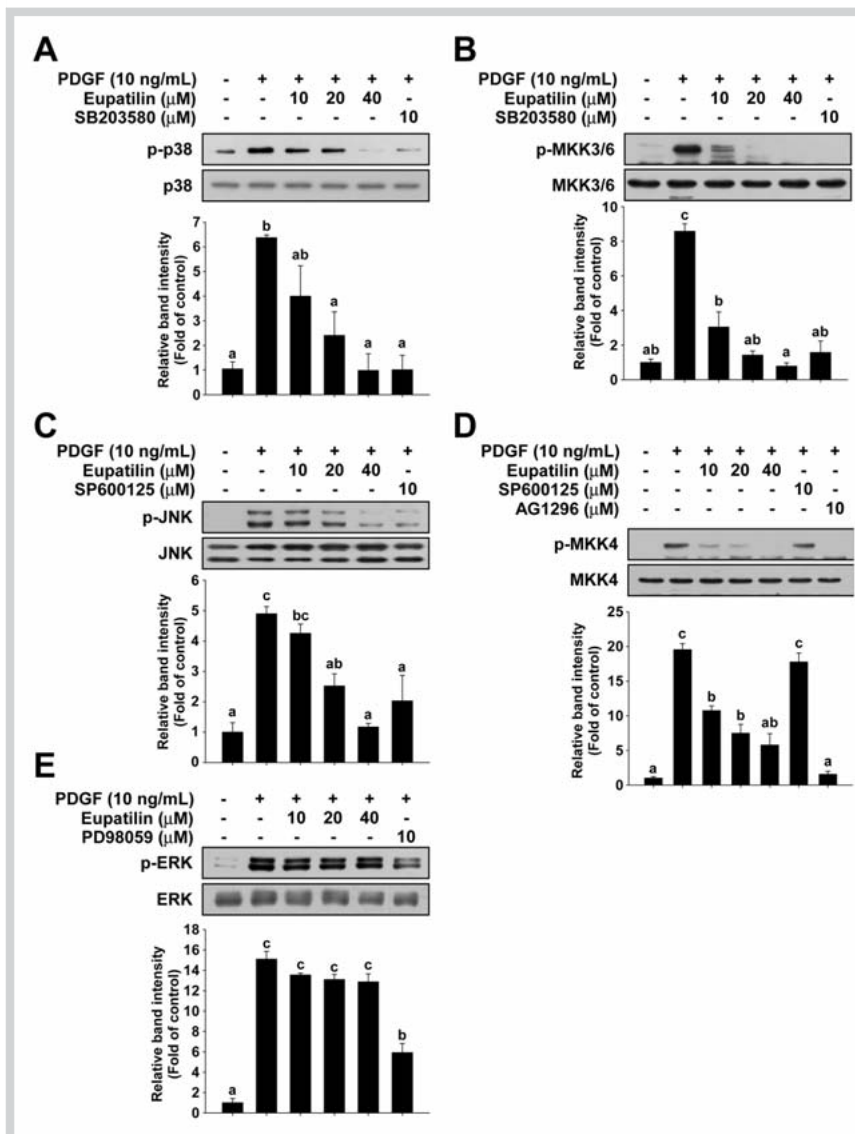 A
PDGF (10 ng/mL) - + + + + +
Eupatilin (μM) - - 10 20 40 -
SB203580 (μM) - - - - - 10
p-p38
p38
Relative band intensity
(Fold of control)
7
6
5
4
3
2
1
0
a b ab a a a
B
PDGF (10 ng/mL) - + + + + +
Eupatilin (μM) - - 10 20 40 -
SB203580 (μM) - - - - - 10
p-MKK3/6
MKK3/6
Relative band intensity
(Fold of control)
10
8
6
4
2
0
ab c b ab a ab
C
PDGF (10 ng/mL) - + + + + +
Eupatilin (μM) - - 10 20 40 -
SP600125 (μM) - - - - - 10
p-JNK
JNK
Relative band intensity
(Fold of control)
6
5
4
3
2
1
0
a c bc ab a a
D
PDGF (10 ng/mL) - + + + + + +
Eupatilin (μM) - - 10 20 40 - -
SP600125 (μM) - - - - - 10 -
AG1296 (μM) - - - - - - 10
p-MKK4
MKK4
Relative band intensity
(Fold of control)
25
20
15
10
5
0
a c b b ab c a
E
PDGF (10 ng/mL) - + + + + +
Eupatilin (μM) - - 10 20 40 -
PD98059 (μM) - - - - - 10
p-ERK
ERK
Relative band intensity
(Fold of control)
18
16
14
12
10
8
6
4
2
0
a c c c c b